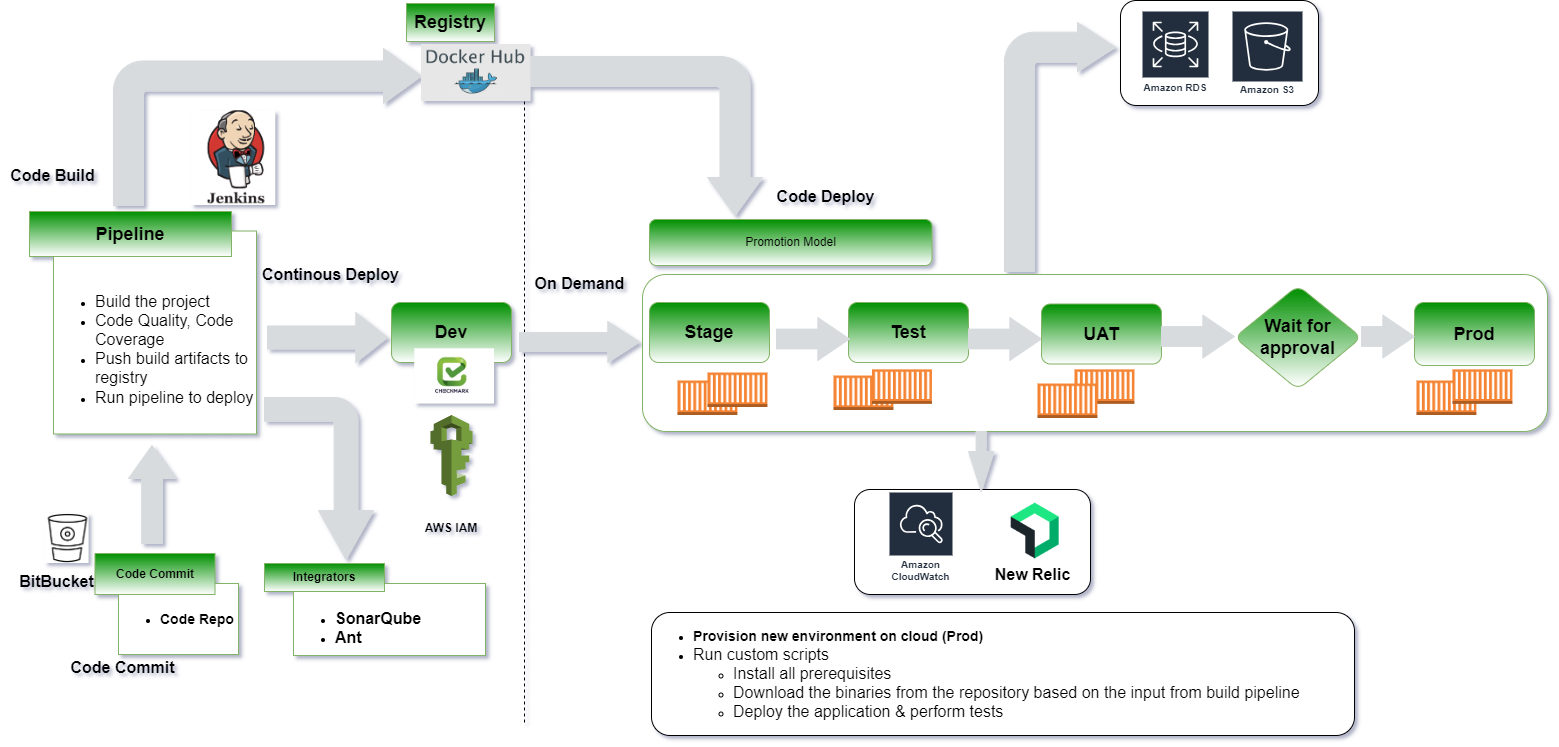 Registry
Docker Hub
Amazon RDS
Amazon S3
Jenkins
Code Build
Code Deploy
Pipeline
Promotion Model
Continous Deploy
On Demand
Build the project
Code Quality, Code
Coverage
Push build artifacts to
registry
Run pipeline to deploy
Dev
CHECKMARK
Stage
Test
UAT
Wait for
approval
Prod
AWS IAM
BitBucket
Code Commit
Code Repo
Code Commit
Integrators
SonarQube
Ant
Amazon
CloudWatch
New Relic
Provision new environment on cloud (Prod)
Run custom scripts
Install all prerequisites
Download the binaries from the repository based on the input from build pipeline
Deploy the application & perform tests